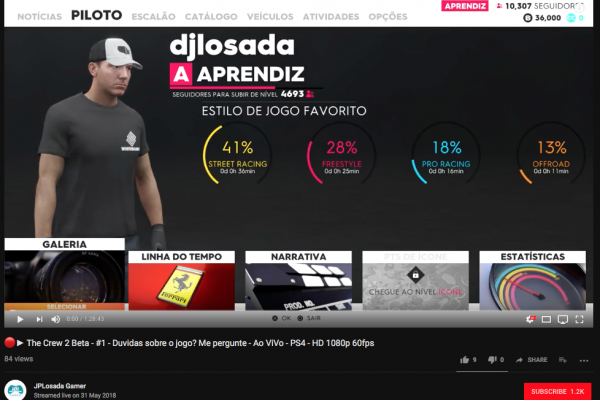 NOTÍCIAS PILOTO ESCALÃO CATÁLOGO VEÍCULOS ATIVIDADES OPÇÕES
APRENDIZ 10,307 SEGUIDORES
36,000 0
djlosada
A APRENDIZ
SEGUIDORES PARA SUBIR DE NÍVEL 4693
ESTILO DE JOGO FAVORITO
41% 28% 18% 13%
STREET RACING FREESTYLE PRO RACING OFFROAD
0d 0h 36min 0d 0h 25min 0d 0h 16min 0d 0h 11min
GALERIA LINHA DO TEMPO NARRATIVA PTS DE ÍCONE ESTATÍSTICAS
Ferrari
PROD. NO.
CHEGUE AO NÍVEL ÍCONE
SELECIONAR
OK SAIR
0:00 / 1:28:43
The Crew 2 Beta - #1 - Duvidas sobre o jogo? Me pergunte - Ao ViVo - PS4 - HD 1080p 60fps
84 views
9 0 SHARE
JPLosada Gamer
Streamed live on 31 May 2018
SUBSCRIBE 1.2K